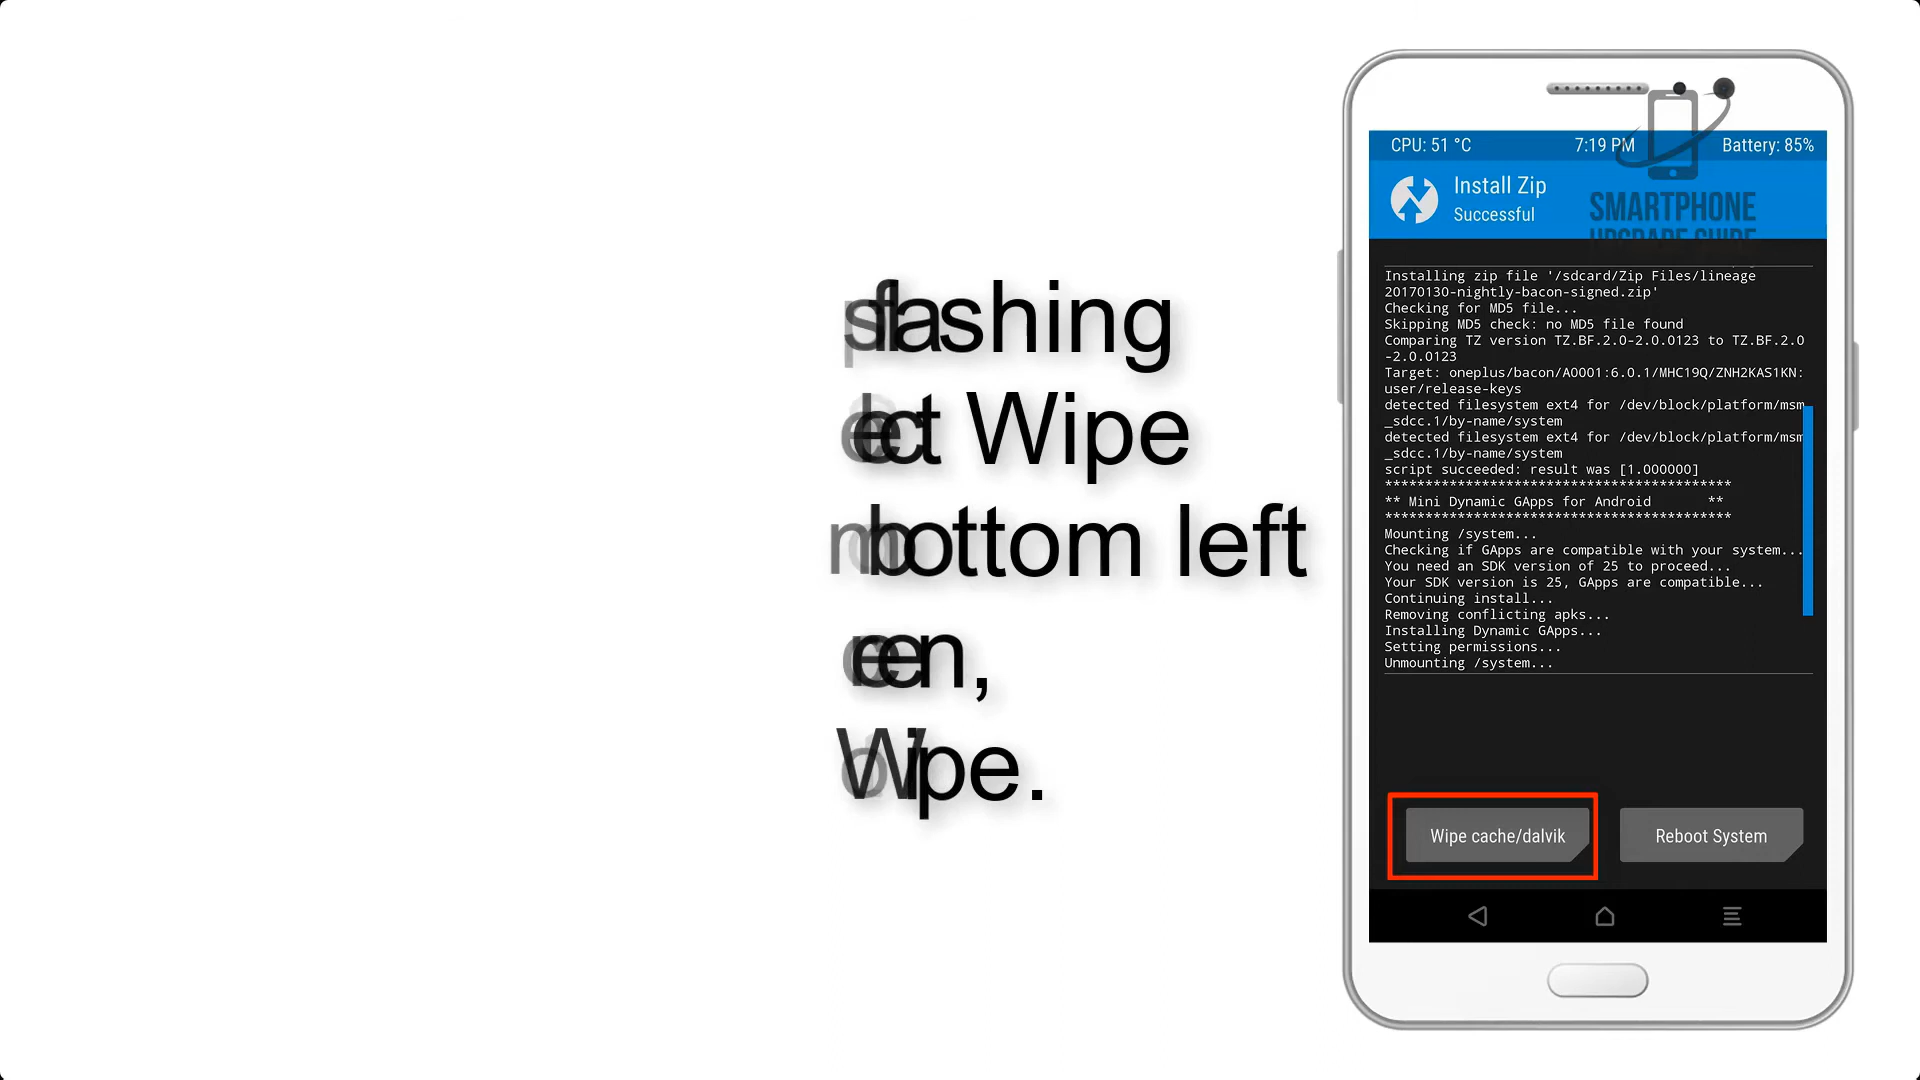 flashing
Wipe
bottom left
Wipe.
CPU: 51 °C 7:19 PM Battery: 85%
Install Zip
Successful
SMARTPHONE
UPGRADE GUIDE
Installing zip file '/sdcard/Zip Files/lineage
20170130-nightly-bacon-signed.zip'
Checking for MD5 file...
Skipping MD5 check: no MD5 file found
Comparing TZ version TZ.BF.2.0-2.0.0123 to TZ.BF.2.0
-2.0.0123
Target: oneplus/bacon/A0001:6.0.1/MHC19Q/ZNH2KAS1KN:
user/release-keys
detected filesystem ext4 for /dev/block/platform/msm
_sdcc.1/by-name/system
detected filesystem ext4 for /dev/block/platform/msm
_sdcc.1/by-name/system
script succeeded: result was [1.000000]
******************************************
** Mini Dynamic GApps for Android **
******************************************
Mounting /system...
Checking if GApps are compatible with your system...
You need an SDK version of 25 to proceed...
Your SDK version is 25, GApps are compatible...
Continuing install...
Removing conflicting apks...
Installing Dynamic GApps...
Setting permissions...
Unmounting /system...
Wipe cache/dalvik
Reboot System